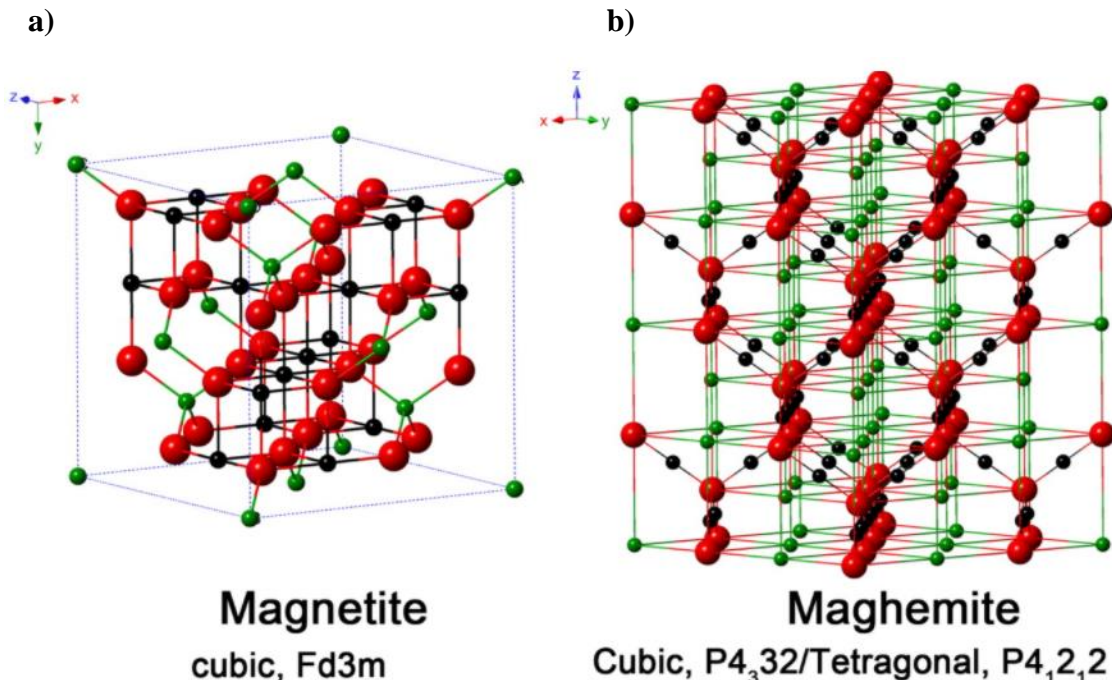 a)
b)
z x
y
z
x y
Magnetite
cubic, Fd3m
Maghemite
Cubic, P4₃32/Tetragonal, P4₁2₁2